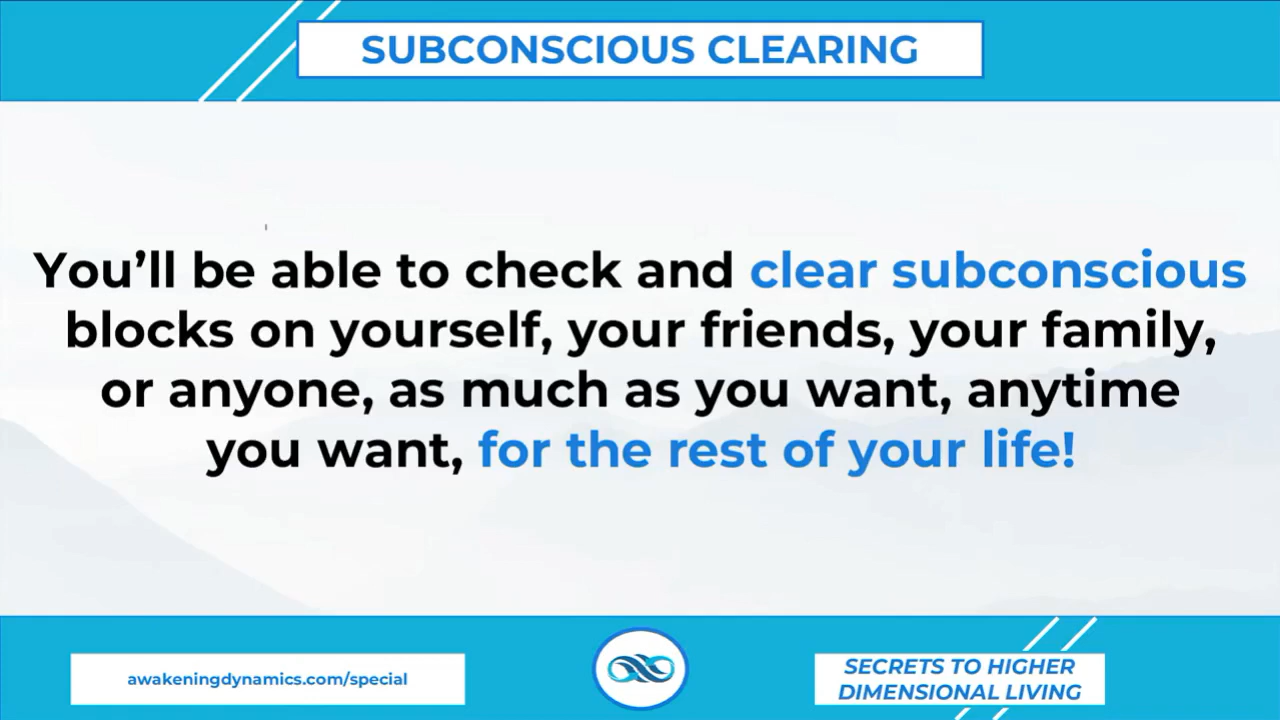 SUBCONSCIOUS CLEARING
You’ll be able to check and clear subconscious
blocks on yourself, your friends, your family,
or anyone, as much as you want, anytime
you want, for the rest of your life!
awakeningdynamics.com/special
SECRETS TO HIGHER
DIMENSIONAL LIVING